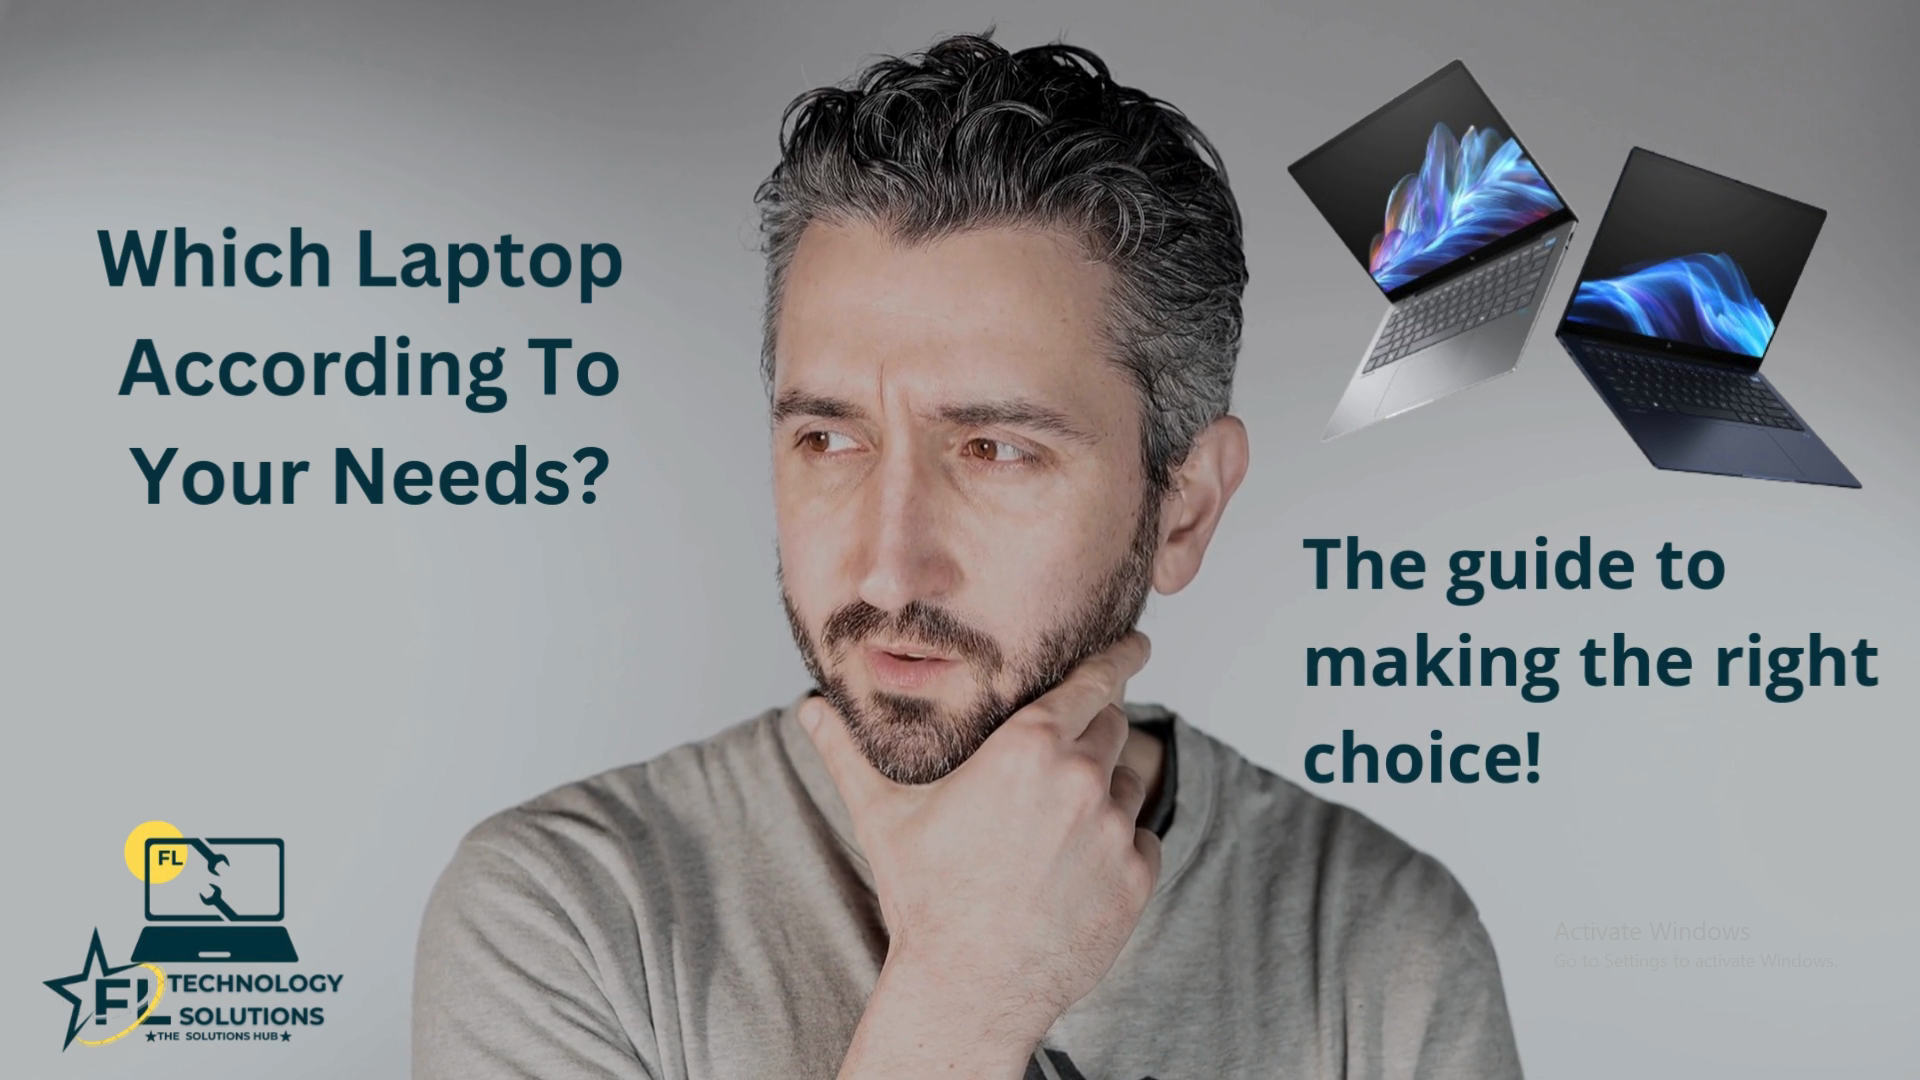 Which Laptop
According To
Your Needs?
The guide to
making the right
choice!
FL
FL TECHNOLOGY
SOLUTIONS
★THE SOLUTIONS HUB★
Activate Windows
Go to Settings to activate Windows.